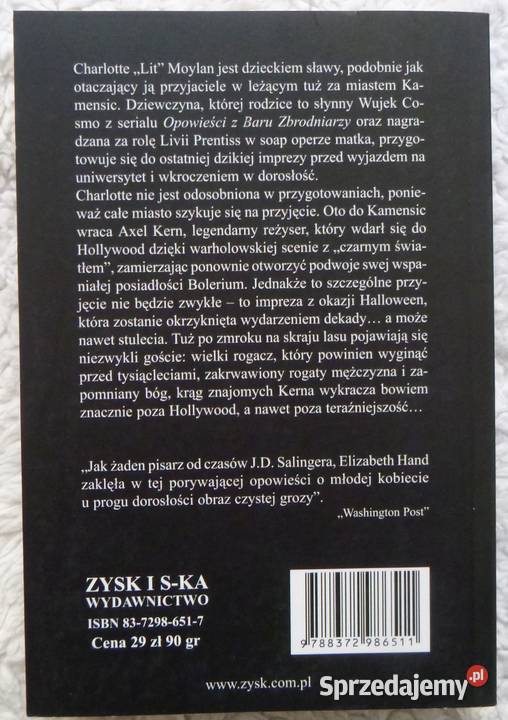 Charlotte „Lit” Moylan jest dzieckiem sławy, podobnie jak
otaczający ją przyjaciele w leżącym tuż za miastem Ka-
mensic. Dziewczyna, której rodzice to słynny Wujek Co-
smo z serialu Opowieści z Baru Zbrodniarzy oraz nagra-
dzana za rolę Livii Prentiss w soap operze matka, przygo-
towuje się do ostatniej dzikiej imprezy przed wyjazdem na
uniwersytet i wkroczeniem w dorosłość.
Charlotte nie jest odosobniona w przygotowaniach, ponie-
waż całe miasto szykuje się na przyjęcie. Oto do Kamensic
wraca Axel Kern, legendarny reżyser, który wdarł się do
Hollywood dzięki warholowskiej scenie z „czarnym świa-
tłem”, zamierzając ponownie otworzyć podwoje swej wspa-
niałej posiadłości Bolerium. Jednakże to szczególne przy-
jęcie nie będzie zwykłe – to impreza z okazji Halloween,
która zostanie okrzyknięta wydarzeniem dekady… a może
nawet stulecia. Tuż po zmroku na skraju lasu pojawiają się
niezwykli goście: wielki rogacz, który powinien wyginąć
przed tysiącleciami, zakrwawiony rogaty mężczyzna i za-
pomniany bóg, krąg znajomych Kerna wykracza bowiem
znacznie poza Hollywood, a nawet poza teraźniejszość…
„Jak żaden pisarz od czasów J.D. Salingera, Elizabeth Hand
zaklęła w tej porywającej opowieści o młodej kobiecie
u progu dorosłości obraz czystej grozy”.
„Washington Post”
ZYSK I S-KA
WYDAWNICTWO
ISBN 83-7298-651-7
Cena 29 zł 90 gr
9 788372 986511
www.zysk.com.pl
Sprzedajemy.pl